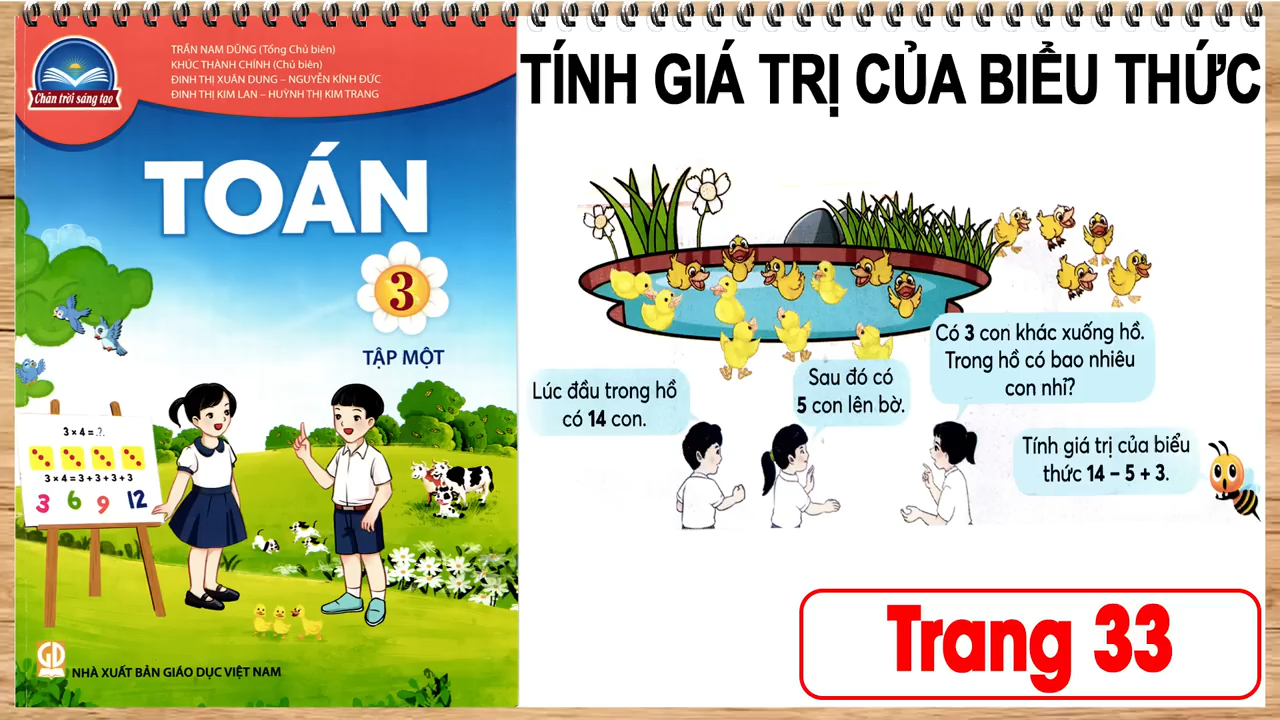 TRẦN NAM DŨNG (Tổng Chủ biên)
KHÚC THÀNH CHÍNH (Chủ biên)
ĐINH THỊ XUÂN DUNG – NGUYỄN KÍNH ĐỨC
ĐINH THỊ KIM LAN – HUỲNH THỊ KIM TRANG
Chân trời sáng tạo
TOÁN
3
TẬP MỘT
3 × 4 = .?.
3 × 4 = 3 + 3 + 3 + 3
3 6 9 12
GD
NHÀ XUẤT BẢN GIÁO DỤC VIỆT NAM
TÍNH GIÁ TRỊ CỦA BIỂU THỨC
Lúc đầu trong hồ
có 14 con.
Sau đó có
5 con lên bờ.
Có 3 con khác xuống hồ.
Trong hồ có bao nhiêu
con nhỉ?
Tính giá trị của biểu
thức 14 – 5 + 3.
Trang 33